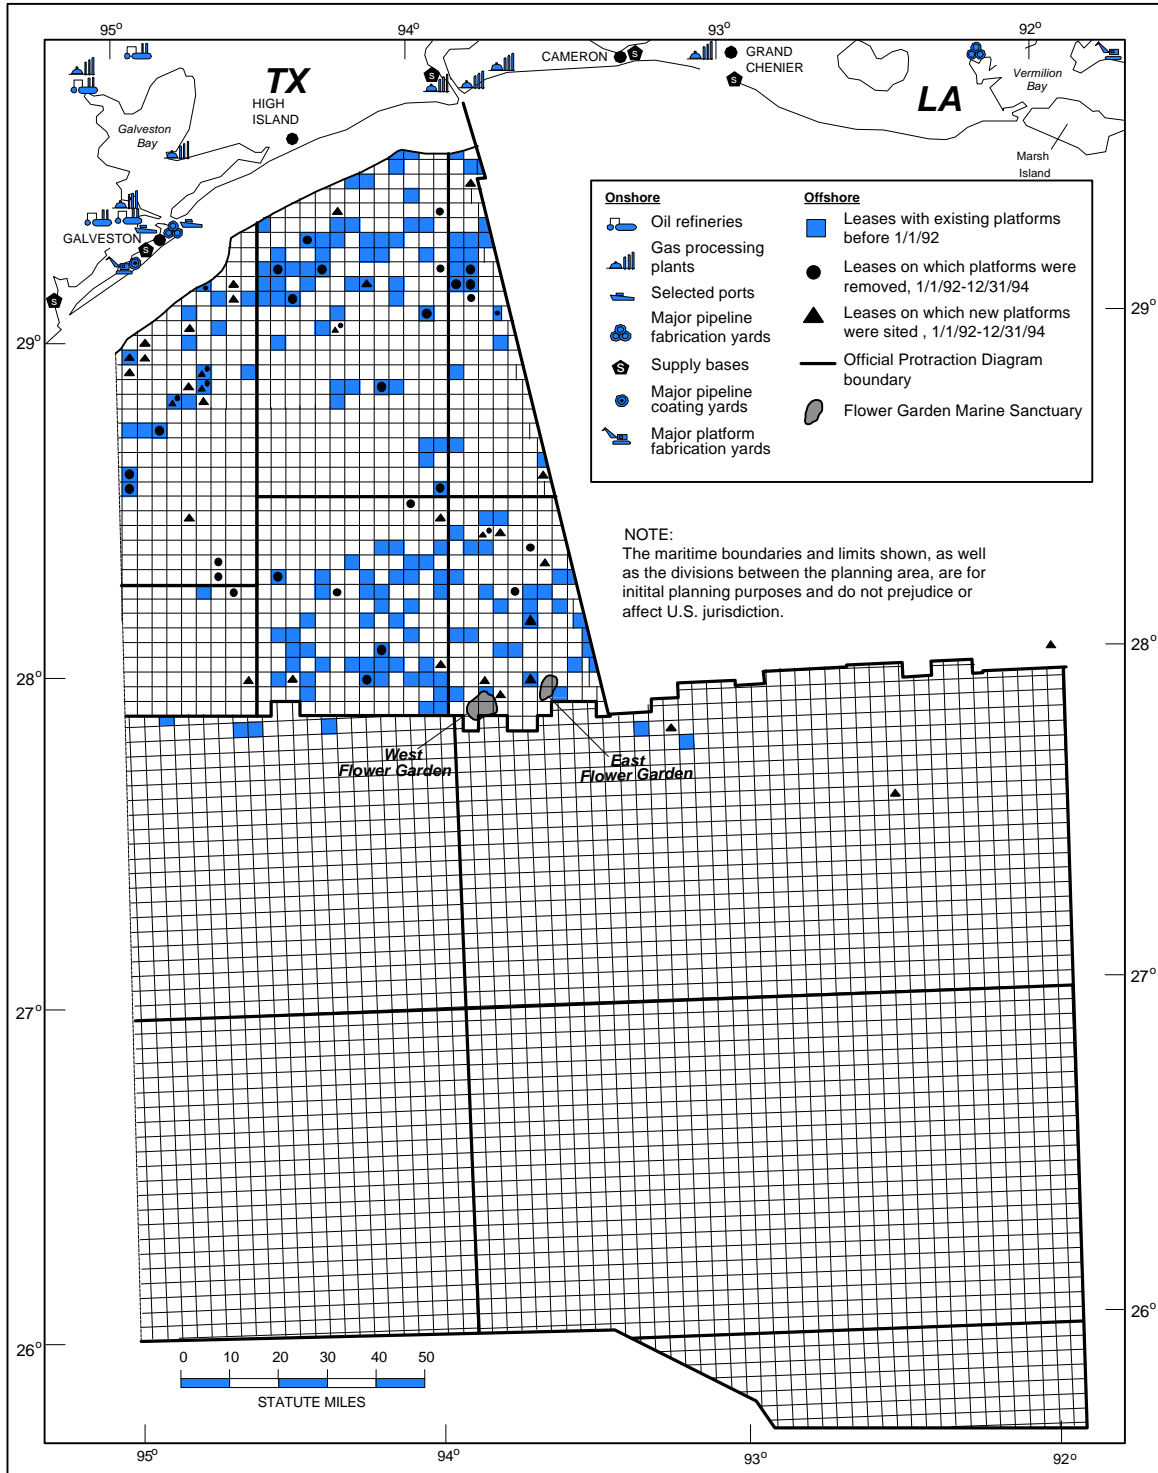 95°
94°
93°
92°
TX
HIGH
ISLAND
CAMERON
GRAND
CHENIER
LA
Vermilion
Bay
Marsh
Island
Galveston
Bay
GALVESTON
S
S
S
S
S
Onshore
Oil refineries
Gas processing
plants
Selected ports
Major pipeline
fabrication yards
S
Supply bases
Major pipeline
coating yards
Major platform
fabrication yards
Offshore
Leases with existing platforms
before 1/1/92
Leases on which platforms were
removed, 1/1/92-12/31/94
Leases on which new platforms
were sited , 1/1/92-12/31/94
Official Protraction Diagram
boundary
Flower Garden Marine Sanctuary
NOTE:
The maritime boundaries and limits shown, as well
as the divisions between the planning area, are for
initital planning purposes and do not prejudice or
affect U.S. jurisdiction.
29°
29°
28°
28°
West
Flower Garden
East
Flower Garden
27°
27°
26°
26°
0 10 20 30 40 50
STATUTE MILES
95°
94°
93°
92°